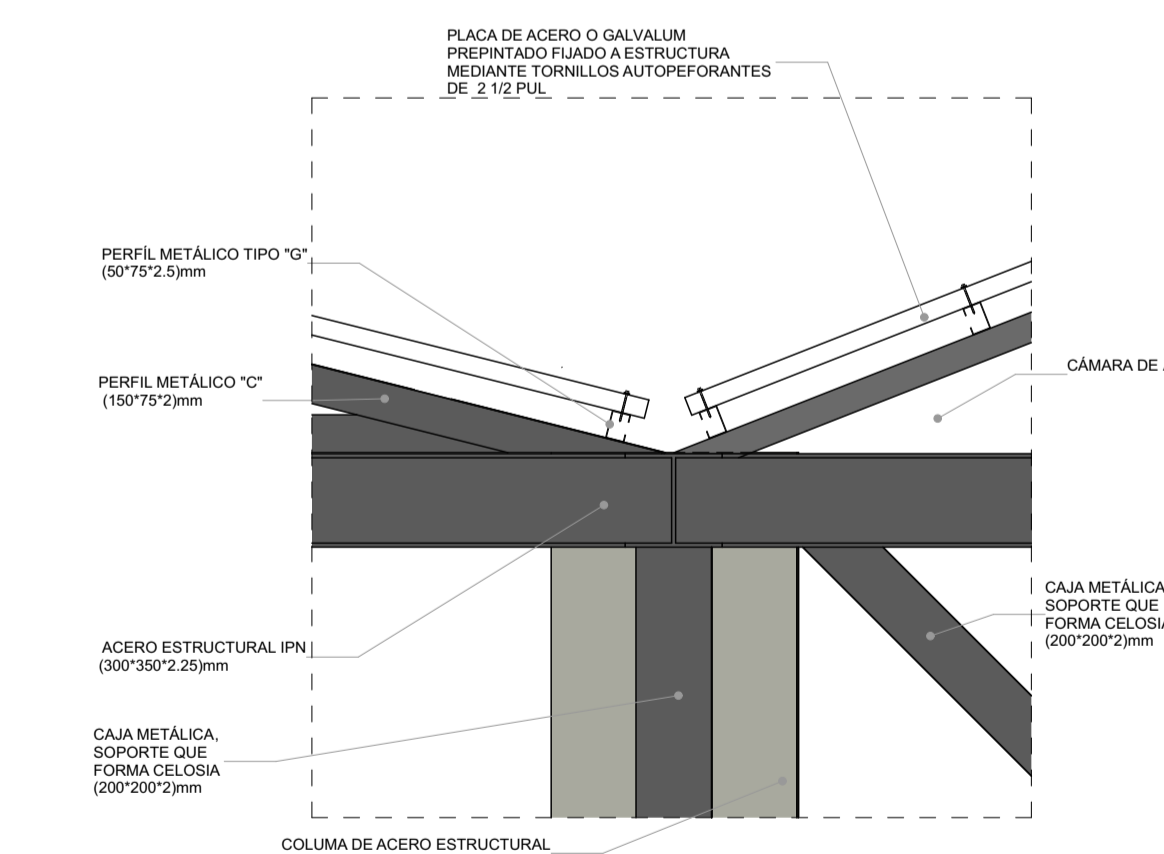 PLACA DE ACERO O GALVALUM
PREPINTADO FIJADO A ESTRUCTURA
MEDIANTE TORNILLOS AUTOPEFORANTES
DE 2 1/2 PUL
PERFÍL METÁLICO TIPO "G"
(50*75*2.5)mm
PERFIL METÁLICO "C"
(150*75*2)mm
CÁMARA DE
CAJA METÁLICA
SOPORTE QUE
FORMA CELOSIA
(200*200*2)mm
ACERO ESTRUCTURAL IPN
(300*350*2.25)mm
CAJA METÁLICA,
SOPORTE QUE
FORMA CELOSIA
(200*200*2)mm
COLUMA DE ACERO ESTRUCTURAL